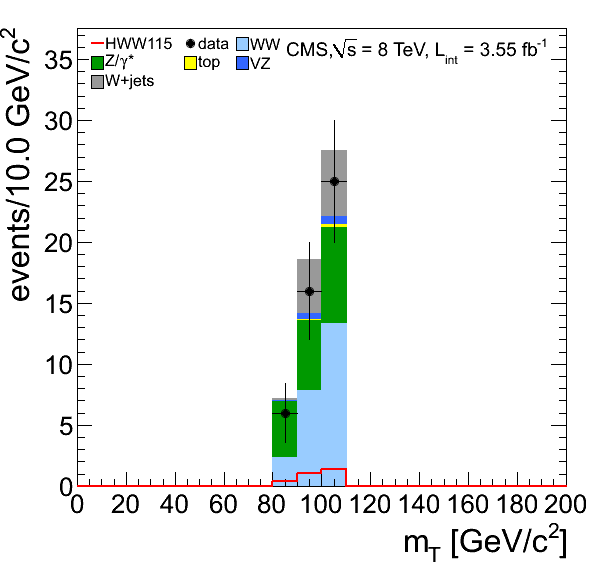 HWW115 data WW CMS,√s = 8 TeV, L_int = 3.55 fb⁻¹
Z/γ* top VZ
W+jets
events/10.0 GeV/c²
35
30
25
20
15
10
5
0
0 20 40 60 80 100 120 140 160 180 200
m_T [GeV/c²]